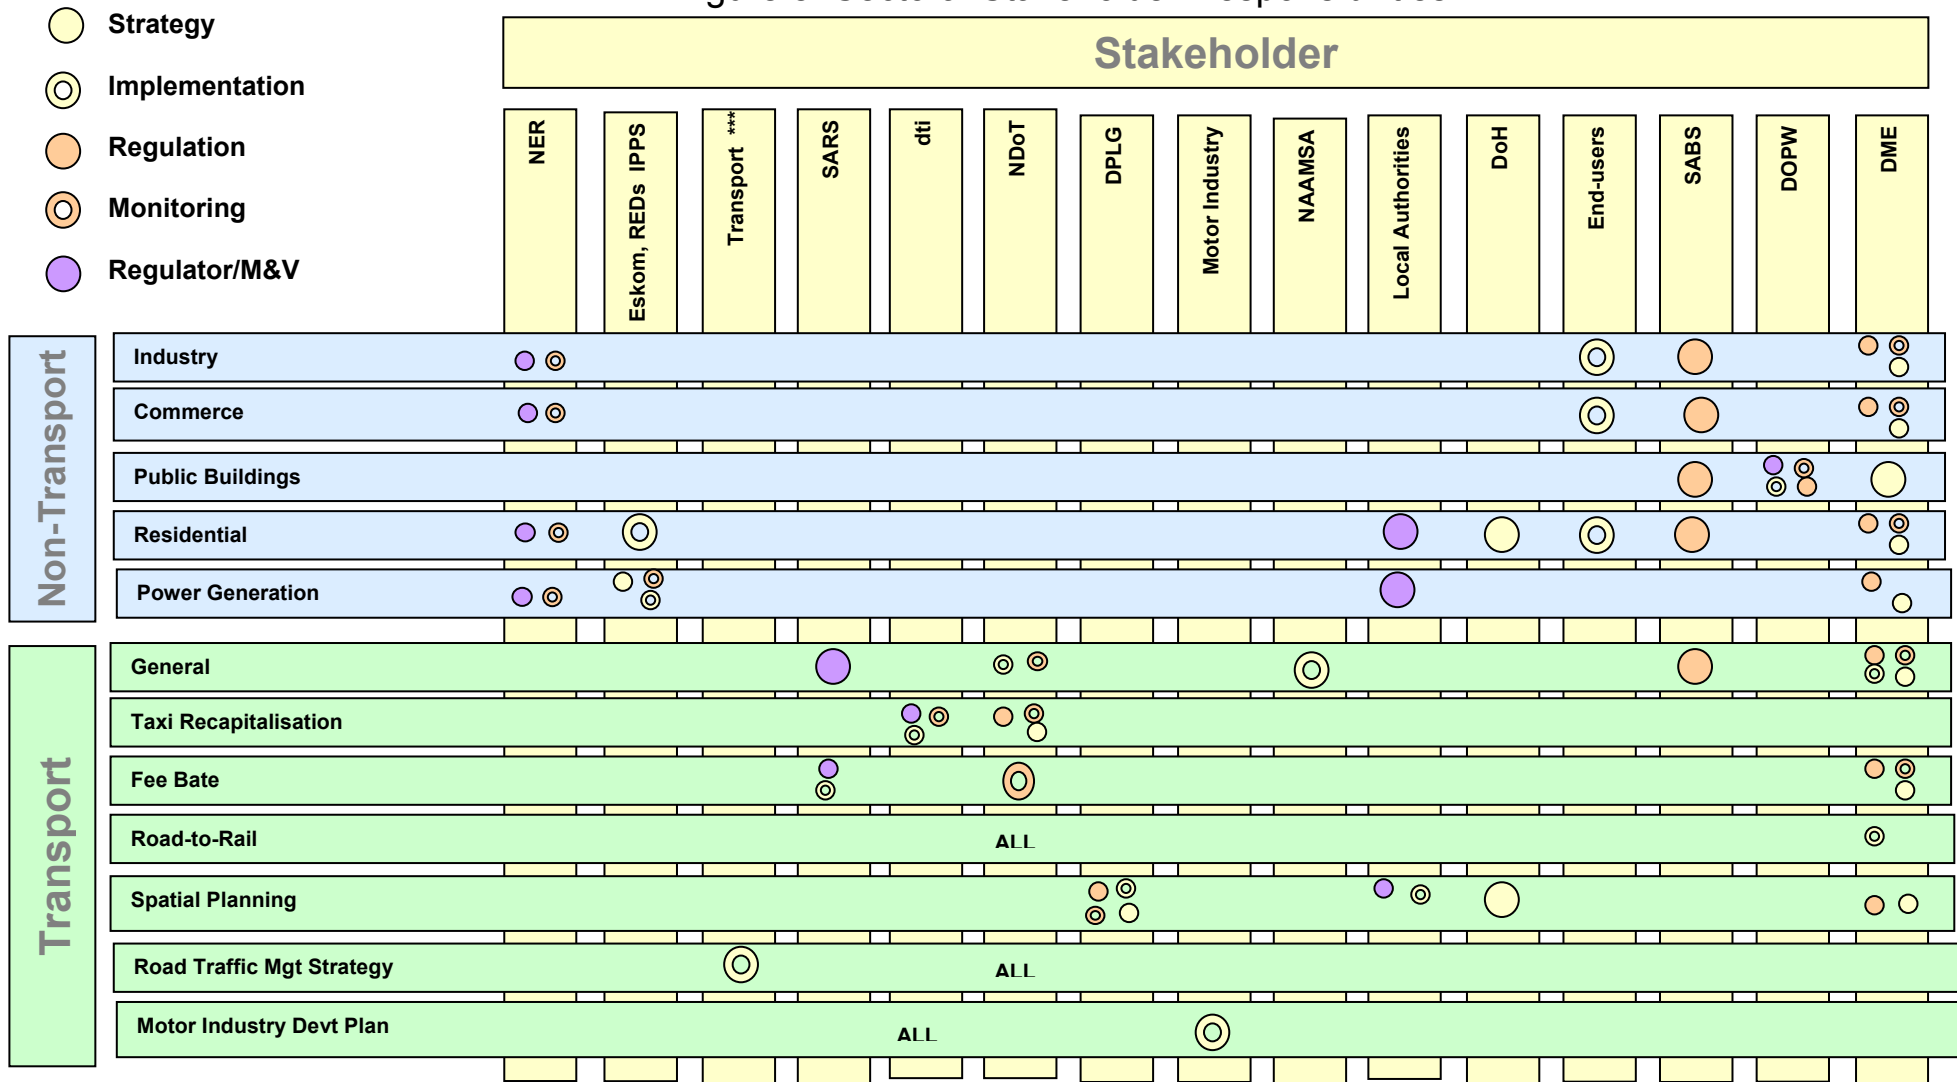 Strategy
Implementation
Regulation
Monitoring
Regulator/M&V
Stakeholder
NER
Eskom, REDs IPPS
Transport ***
SARS
dti
NDoT
DPLG
Motor Industry
NAAMSA
Local Authorities
DoH
End-users
SABS
DOPW
DME
Non-Transport
Industry
Commerce
Public Buildings
Residential
Power Generation
Transport
General
Taxi Recapitalisation
Fee Bate
Road-to-Rail ALL
Spatial Planning
Road Traffic Mgt Strategy ALL
Motor Industry Devt Plan ALL